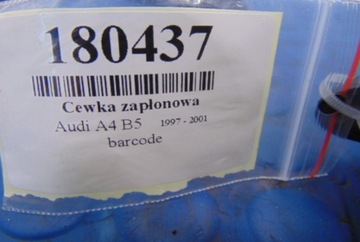 180437
Cewka zapłonowa
Audi A4 B5 1997 - 2001
barcode